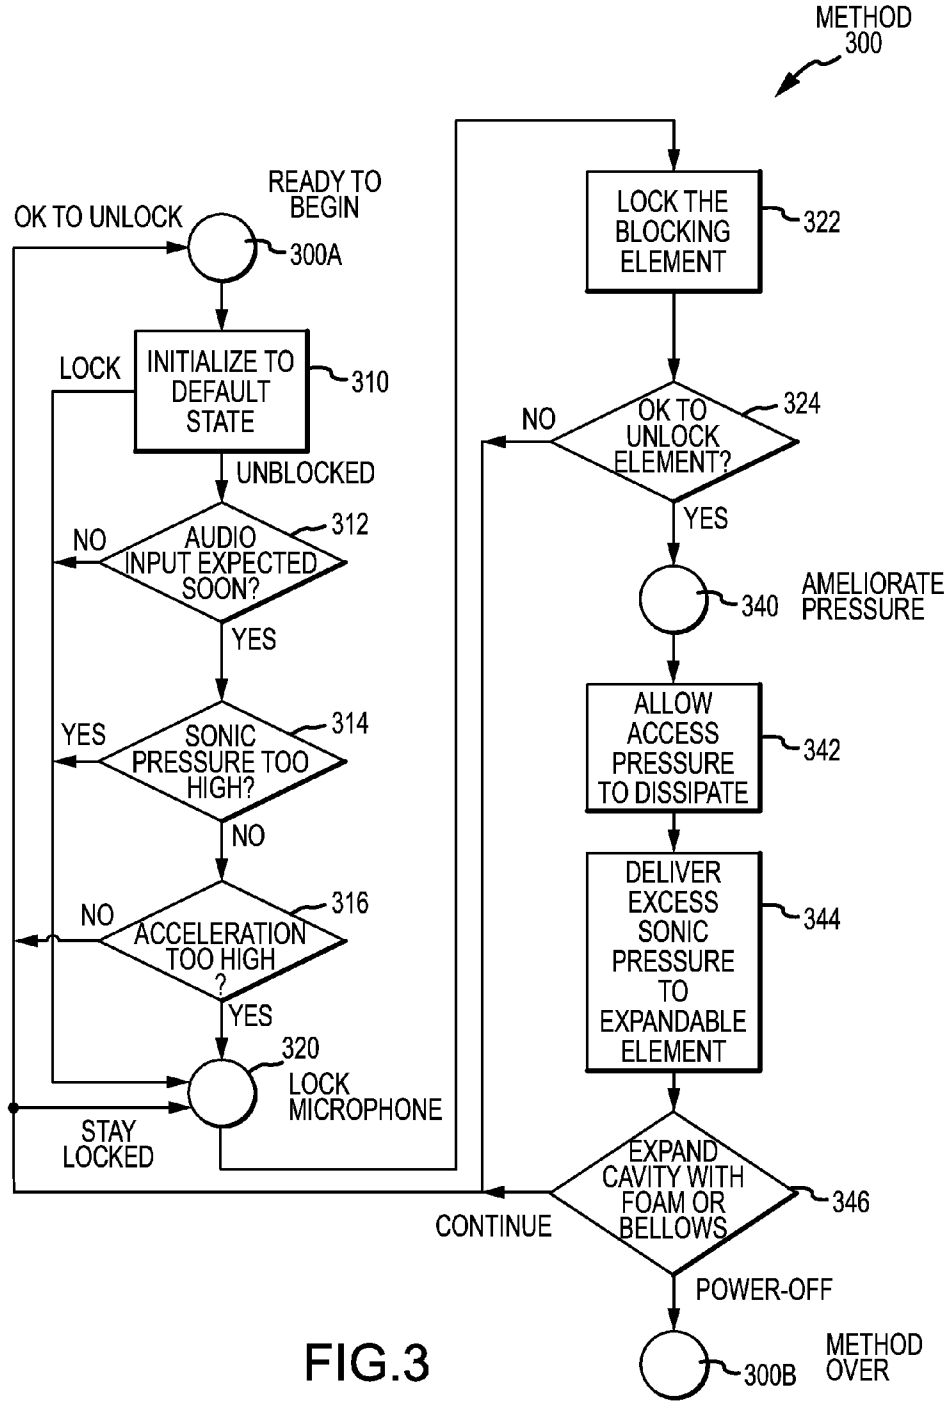 METHOD
300
READY TO
BEGIN
OK TO UNLOCK
300A
LOCK
INITIALIZE TO
DEFAULT
STATE
310
UNBLOCKED
312
NO
AUDIO
INPUT EXPECTED
SOON?
YES
314
YES
SONIC
PRESSURE TOO
HIGH?
NO
316
NO
ACCELERATION
TOO HIGH
?
YES
320
LOCK
MICROPHONE
STAY
LOCKED
LOCK THE
BLOCKING
ELEMENT
322
324
NO
OK TO
UNLOCK
ELEMENT?
YES
340
AMELIORATE
PRESSURE
ALLOW
ACCESS
PRESSURE
TO DISSIPATE
342
DELIVER
EXCESS
SONIC
PRESSURE
TO
EXPANDABLE
ELEMENT
344
EXPAND
CAVITY WITH
FOAM OR
BELLOWS
346
CONTINUE
POWER-OFF
300B
METHOD
OVER
FIG.3